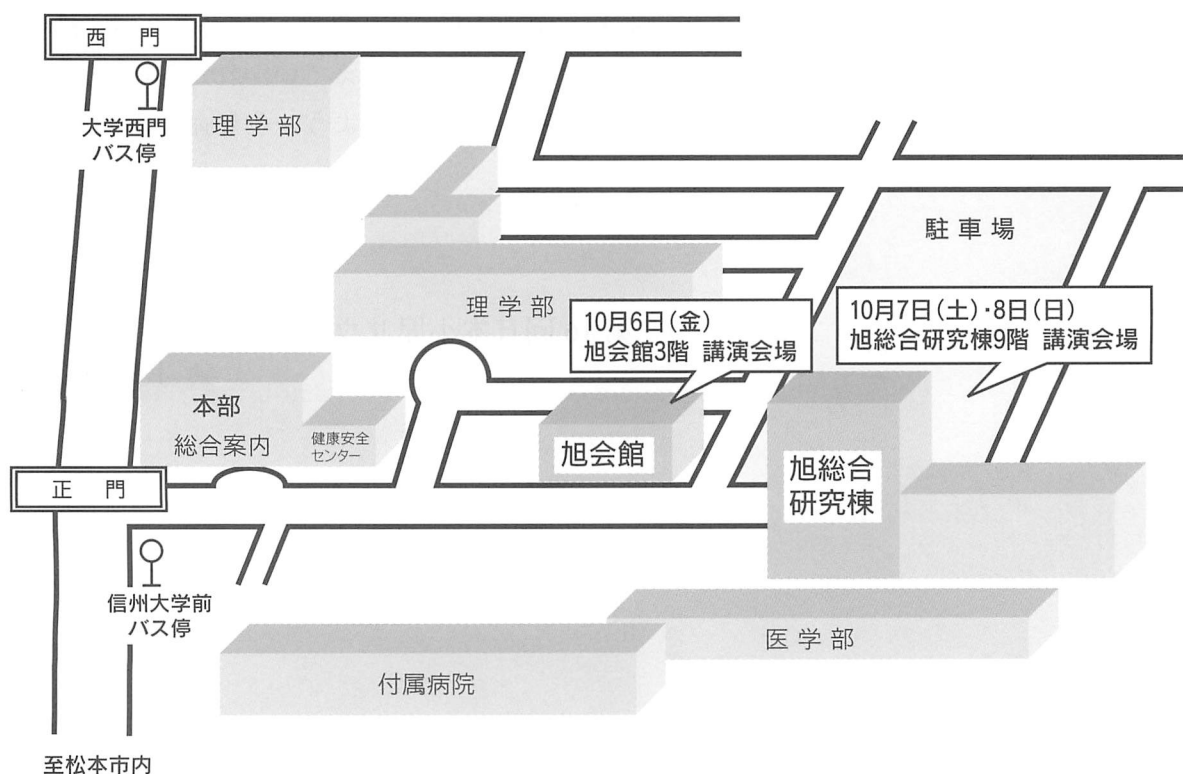 西 門
大学西門
バス停
理 学 部
駐 車 場
理 学 部
10月6日(金)
旭会館3階 講演会場
10月7日(土)・8日(日)
旭総合研究棟9階 講演会場
本部
総合案内
健康安全
センター
旭会館
旭総合
研究棟
正 門
信州大学前
バス停
医 学 部
付属病院
至松本市内